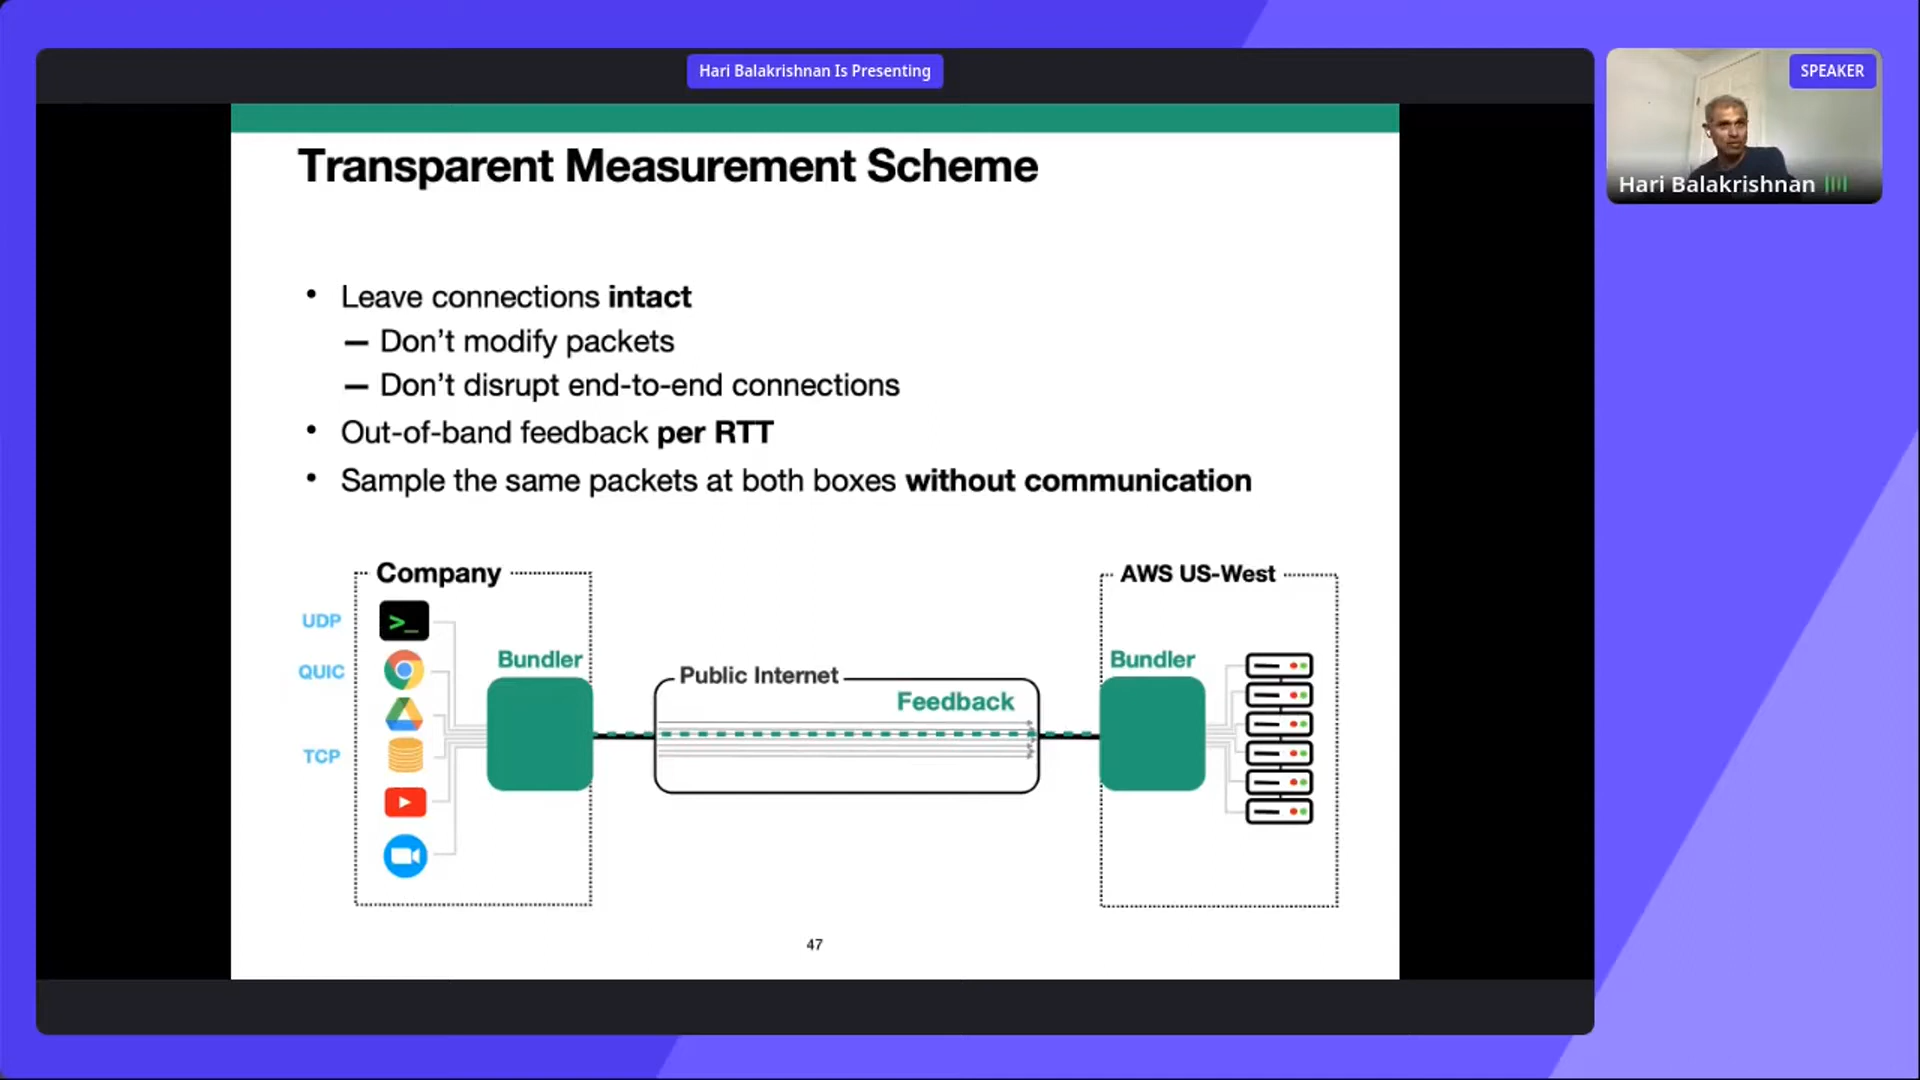 Hari Balakrishnan Is Presenting
SPEAKER
Hari Balakrishnan
Transparent Measurement Scheme
• Leave connections intact
– Don't modify packets
– Don't disrupt end-to-end connections
• Out-of-band feedback per RTT
• Sample the same packets at both boxes without communication
Company
AWS US-West
UDP
>_
QUIC
TCP
Bundler
Public Internet
Feedback
Bundler
47